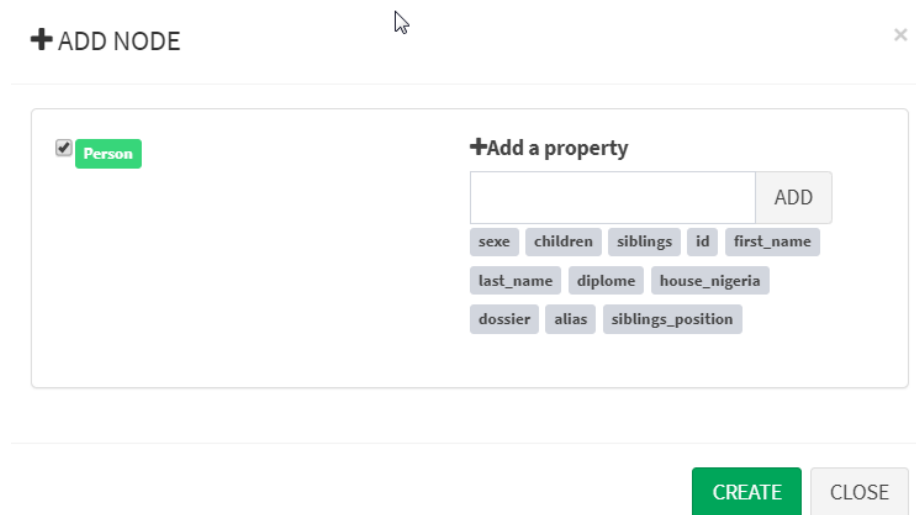 ADD NODE
×
Person
Add a property
ADD
sexe children siblings id first_name
last_name diplome house_nigeria
dossier alias siblings_position
CREATE CLOSE